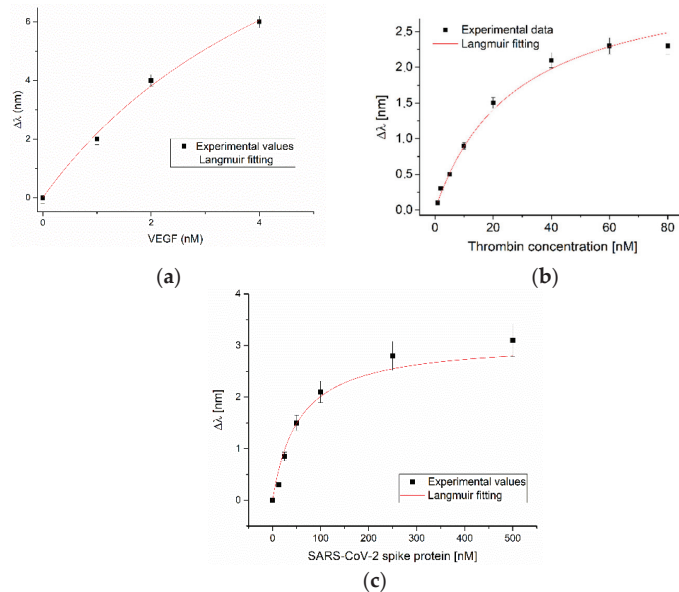 6
4
2
0
Δλ (nm)
Experimental values
Langmuir fitting
0
2
4
VEGF (nM)
(a)
Experimental data
Langmuir fitting
2.5
2.0
1.5
1.0
0.5
0.0
Δλ [nm]
0
20
40
60
80
Thrombin concentration [nM]
(b)
4
3
2
1
0
Δλ [nm]
Experimental values
Langmuir fitting
0
100
200
300
400
500
SARS-CoV-2 spike protein [nM]
(c)